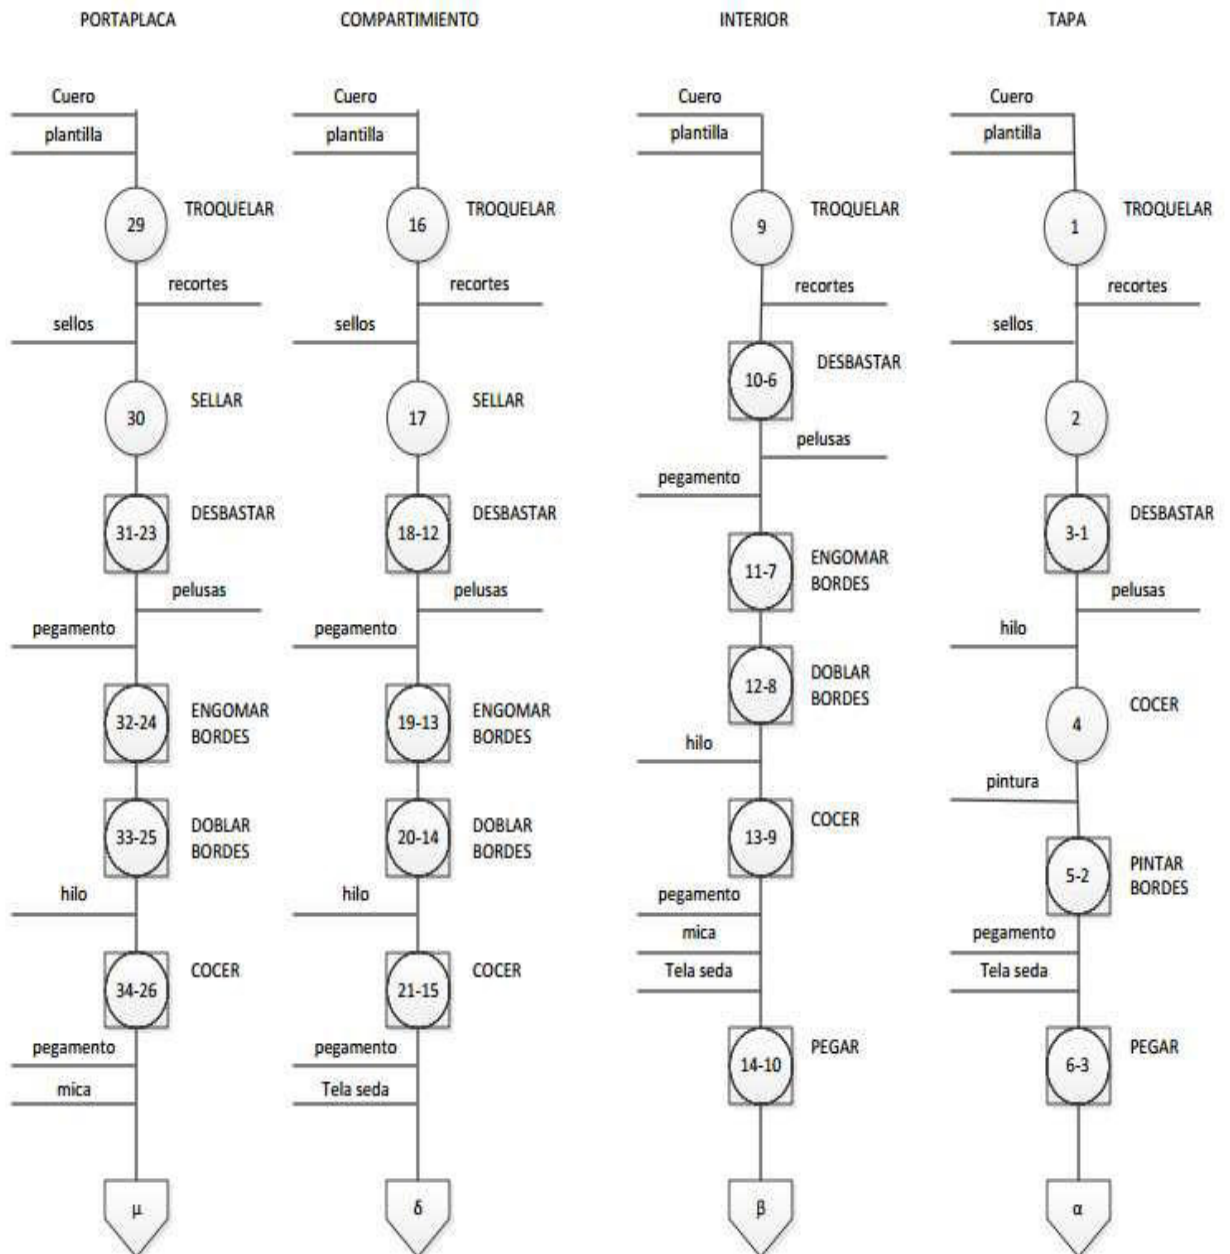 PORTAPLACA
Cuero
plantilla
29
TROQUELAR
recortes
sellos
30
SELLAR
31-23
DESBASTAR
pelusas
pegamento
32-24
ENGOMAR
BORDES
33-25
DOBLAR
BORDES
hilo
34-26
COCER
pegamento
mica
μ
COMPARTIMIENTO
Cuero
plantilla
16
TROQUELAR
recortes
sellos
17
SELLAR
18-12
DESBASTAR
pelusas
pegamento
19-13
ENGOMAR
BORDES
20-14
DOBLAR
BORDES
hilo
21-15
COCER
pegamento
Tela seda
δ
INTERIOR
Cuero
plantilla
9
TROQUELAR
recortes
10-6
DESBASTAR
pelusas
pegamento
11-7
ENGOMAR
BORDES
12-8
DOBLAR
BORDES
hilo
13-9
COCER
pegamento
mica
Tela seda
14-10
PEGAR
β
TAPA
Cuero
plantilla
1
TROQUELAR
recortes
sellos
2
3-1
DESBASTAR
pelusas
hilo
4
COCER
pintura
5-2
PINTAR
BORDES
pegamento
Tela seda
6-3
PEGAR
α